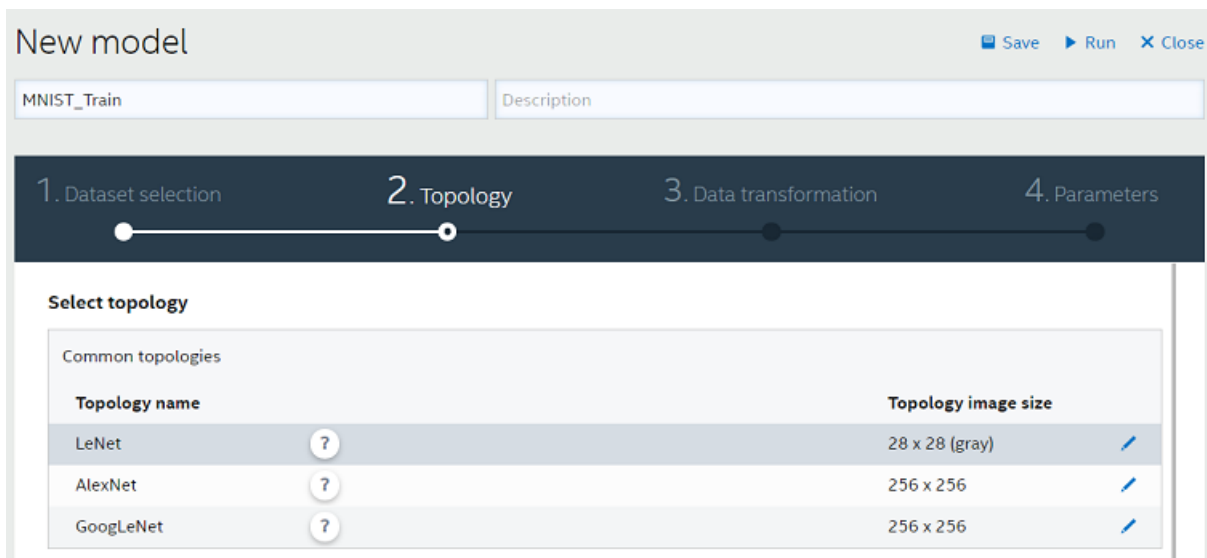 New model
Save Run Close
MNIST_Train Description
1. Dataset selection 2. Topology 3. Data transformation 4. Parameters
Select topology
Common topologies
Topology name Topology image size
LeNet ? 28 x 28 (gray)
AlexNet ? 256 x 256
GoogLeNet ? 256 x 256